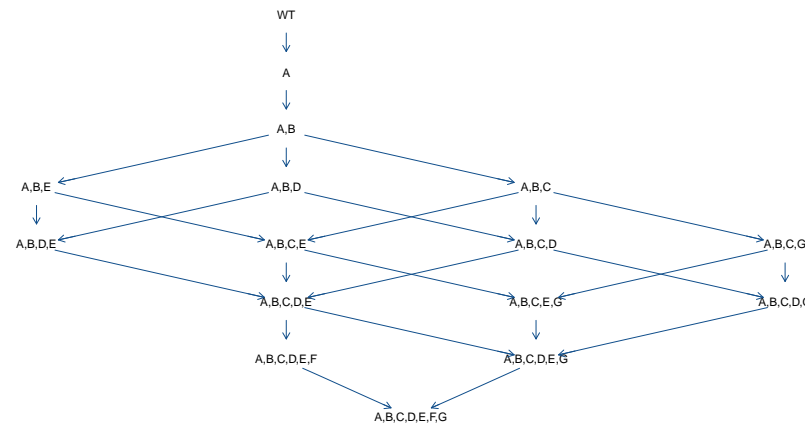 WT
A
A,B
A,B,E A,B,D A,B,C
A,B,D,E A,B,C,E A,B,C,D A,B,C,G
A,B,C,D,E A,B,C,E,G A,B,C,D,G
A,B,C,D,E,F A,B,C,D,E,G
A,B,C,D,E,F,G